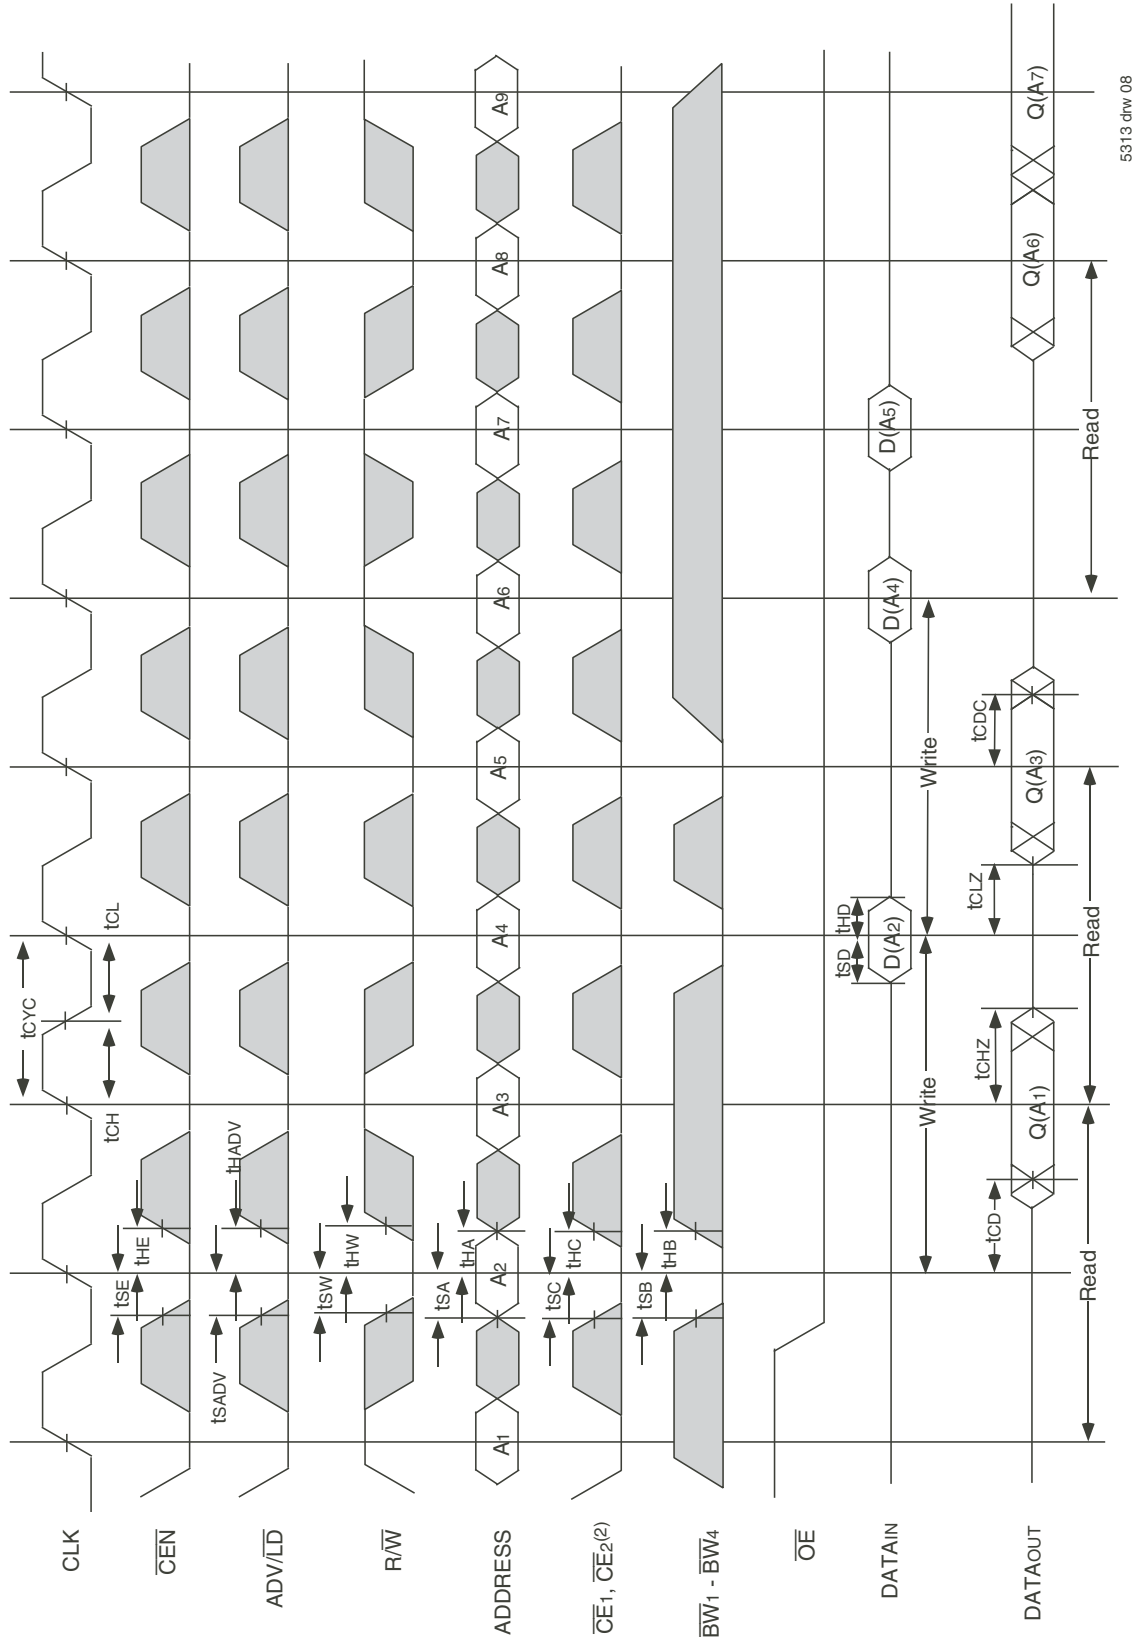 tCYC
CLK
tCH
tCL
tSE
tHE
CEN
tSADV
tHADV
ADV/LD
tSW
tHW
R/W
tSA
tHA
ADDRESS
A1
A2
A3
A4
A5
A6
A7
A8
A9
tSC
tHC
CE1, CE2(2)
tSB
tHB
BW1 - BW4
OE
tSD
tHD
DATAIN
D(A2)
D(A4)
D(A5)
Write
Write
tCD
tCHZ
tCLZ
tCDC
DATAOUT
Q(A1)
Q(A3)
Q(A6)
Q(A7)
Read
Read
Read
5313 drw 08